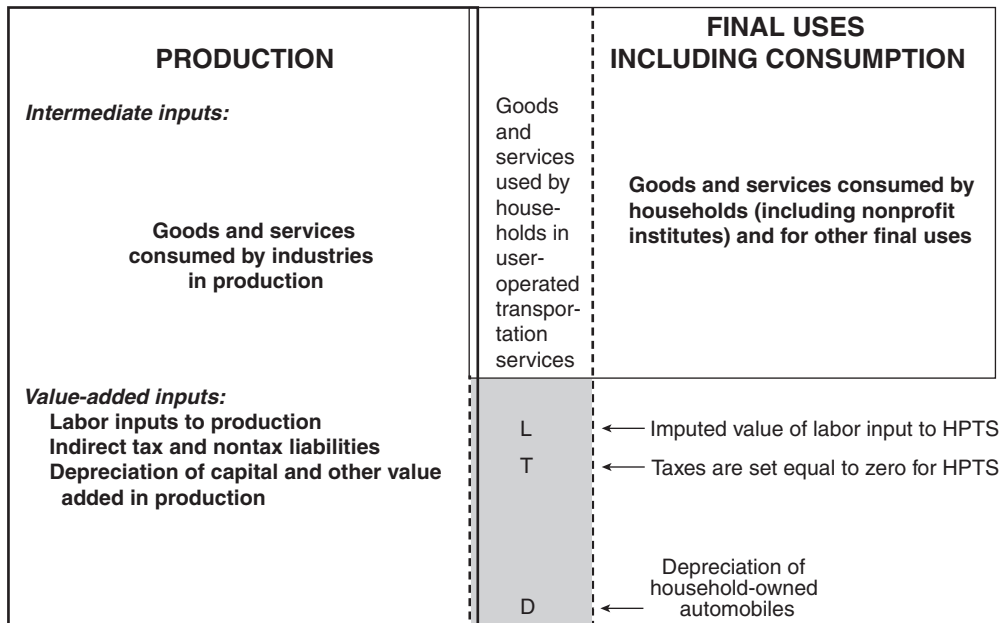 PRODUCTION
Intermediate inputs:
Goods and services
consumed by industries
in production
Value-added inputs:
Labor inputs to production
Indirect tax and nontax liabilities
Depreciation of capital and other value
added in production
Goods
and
services
used by
house-
holds in
user-
operated
transpor-
tation
services
FINAL USES
INCLUDING CONSUMPTION
Goods and services consumed by
households (including nonprofit
institutes) and for other final uses
L
Imputed value of labor input to HPTS
T
Taxes are set equal to zero for HPTS
D
Depreciation of
household-owned
automobiles